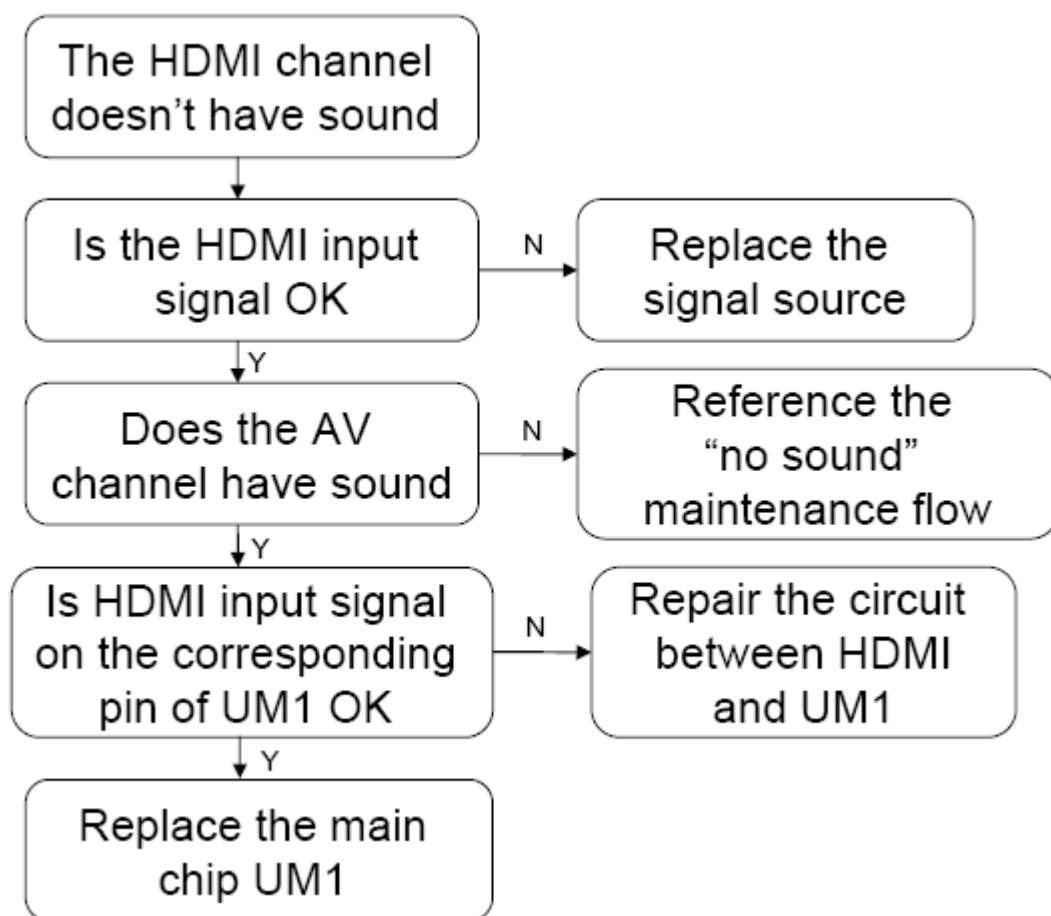 The HDMI channel
doesn't have sound
Is the HDMI input
signal OK
N
Replace the
signal source
Y
Does the AV
channel have sound
N
Reference the
“no sound”
maintenance flow
Y
Is HDMI input signal
on the corresponding
pin of UM1 OK
N
Repair the circuit
between HDMI
and UM1
Y
Replace the main
chip UM1